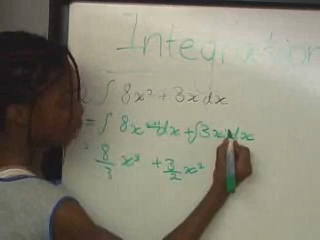 Integration
∫ 8x² + 3x dx
= ∫ 8x² dx + ∫ 3x dx
= 8/3 x³ + 3/2 x²